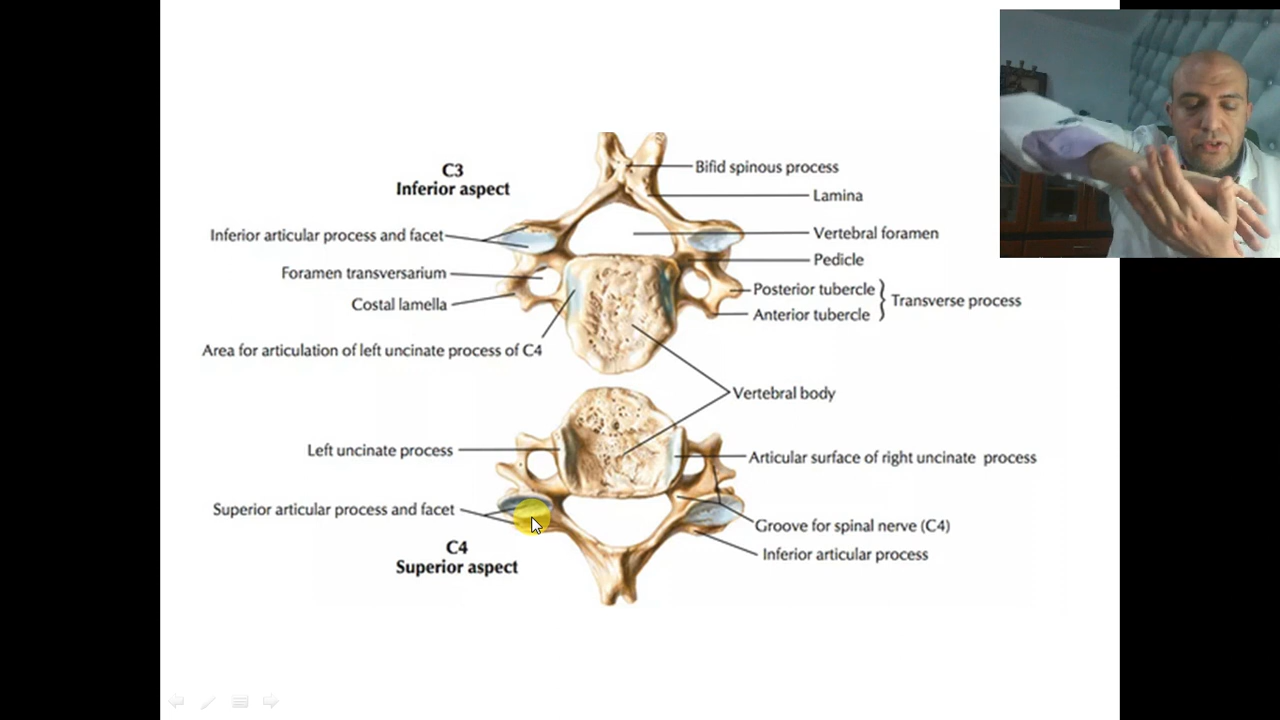 C3
Inferior aspect
Bifid spinous process
Lamina
Inferior articular process and facet
Vertebral foramen
Pedicle
Foramen transversarium
Posterior tubercle
Transverse process
Costal lamella
Anterior tubercle
Area for articulation of left uncinate process of C4
Vertebral body
Left uncinate process
Articular surface of right uncinate process
Superior articular process and facet
Groove for spinal nerve (C4)
C4
Superior aspect
Inferior articular process